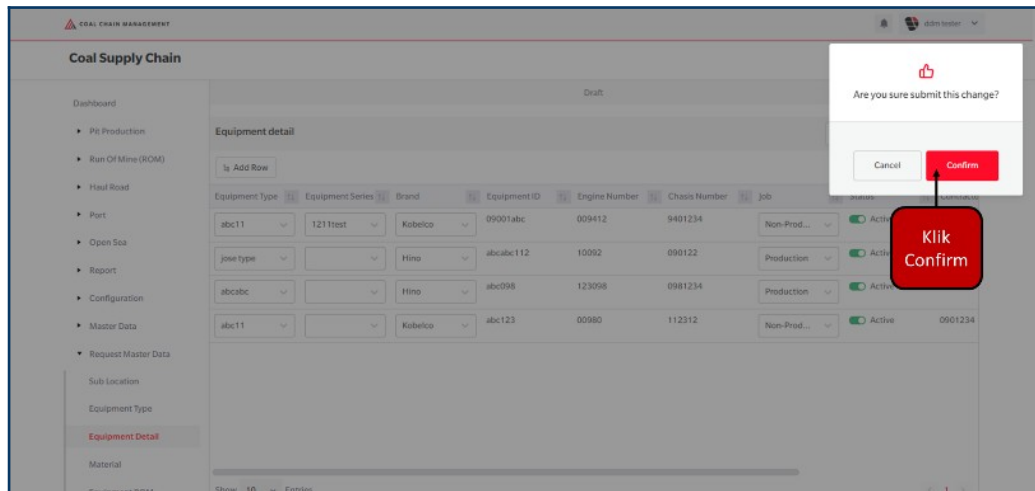 COAL CHAIN MANAGEMENT
ddm tester
Coal Supply Chain
Are you sure submit this change?
Cancel
Confirm
Klik
Confirm
Dashboard
Pit Production
Run Of Mine (ROM)
Haul Road
Port
Open Sea
Report
Configuration
Master Data
Request Master Data
Sub Location
Equipment Type
Equipment Detail
Material
Draft
Equipment detail
Add Row
Equipment Type Equipment Series Brand Equipment ID Engine Number Chasis Number Job Status
abc11 1211test Kobelco 09001abc 009412 9401234 Non-Prod...
jose type Hino abcabc112 10092 090122 Production
abcabc Hino abc098 123098 0981234 Production
abc11 Kobelco abc123 00980 112312 Non-Prod... Active 0901234
Show 10 Entries
1